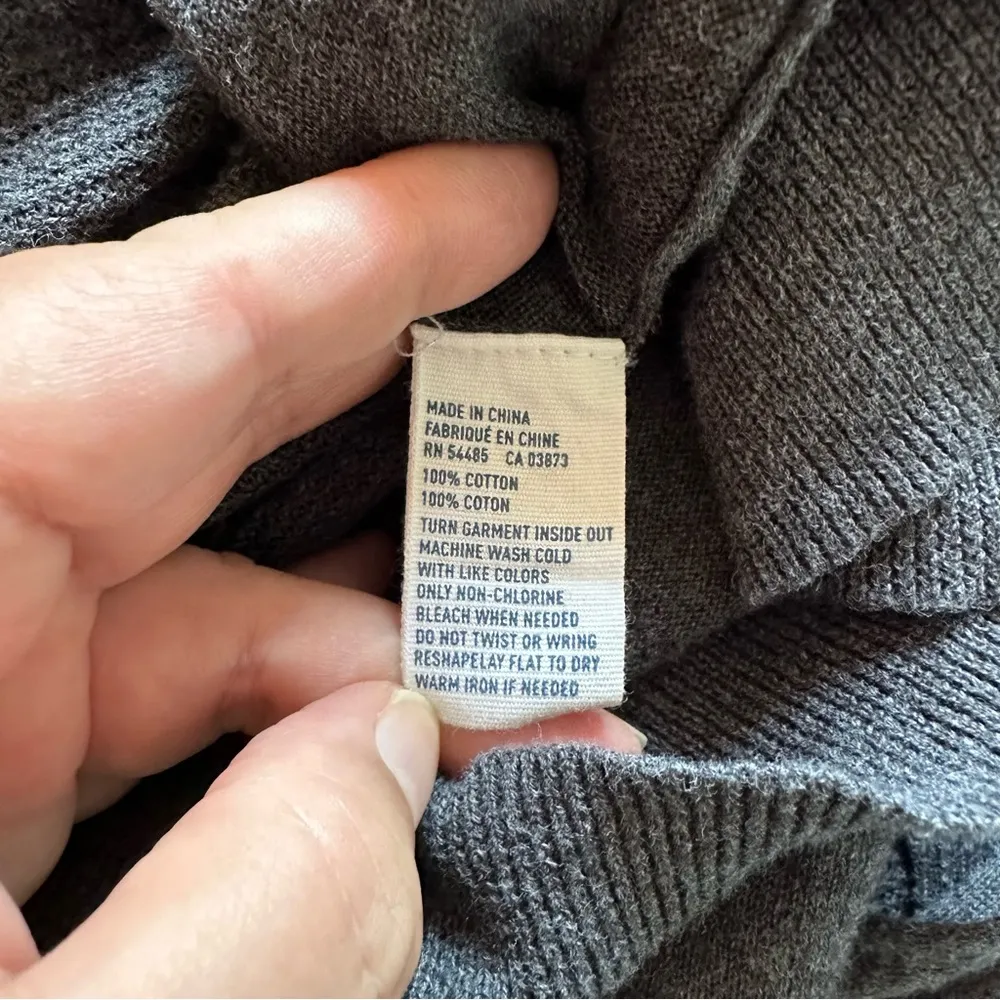 MADE IN CHINA
FABRIQUÉ EN CHINE
RN 54485 CA 03873
100% COTTON
100% COTON
TURN GARMENT INSIDE OUT
MACHINE WASH COLD
WITH LIKE COLORS
ONLY NON-CHLORINE
BLEACH WHEN NEEDED
DO NOT TWIST OR WRING
RESHAPELAY FLAT TO DRY
WARM IRON IF NEEDED